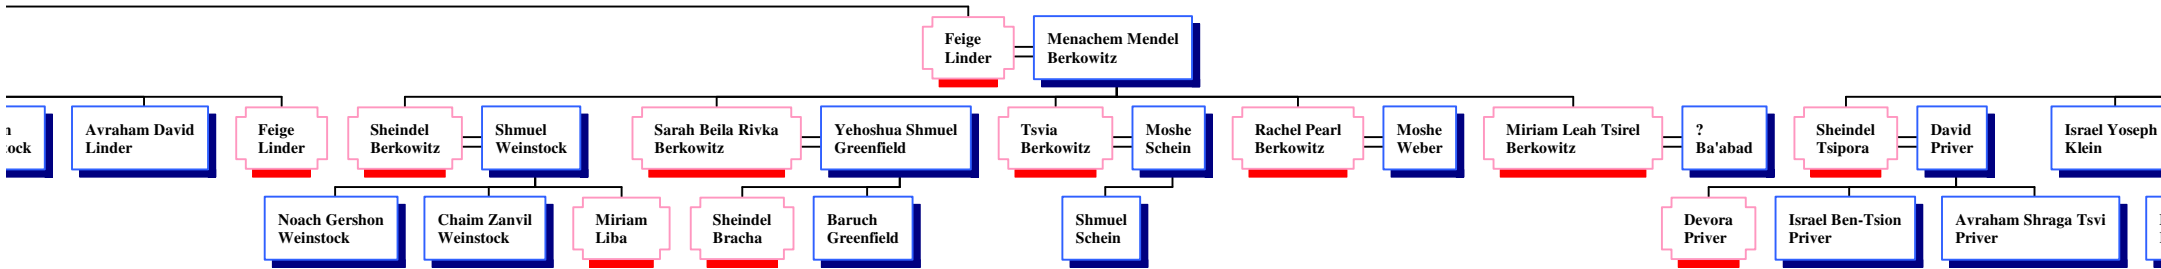 Feige
Linder
Menachem Mendel
Berkowitz
Avraham David
Linder
Feige
Linder
Sheindel
Berkowitz
Shmuel
Weinstock
Sarah Beila Rivka
Berkowitz
Yehoshua Shmuel
Greenfield
Tsvia
Berkowitz
Moshe
Schein
Rachel Pearl
Berkowitz
Moshe
Weber
Miriam Leah Tsirel
Berkowitz
?
Ba'abad
Sheindel
Tsipora
David
Priver
Israel Yoseph
Klein
Noach Gershon
Weinstock
Chaim Zanvil
Weinstock
Miriam
Liba
Sheindel
Bracha
Baruch
Greenfield
Shmuel
Schein
Devora
Priver
Israel Ben-Tsion
Priver
Avraham Shraga Tsvi
Priver